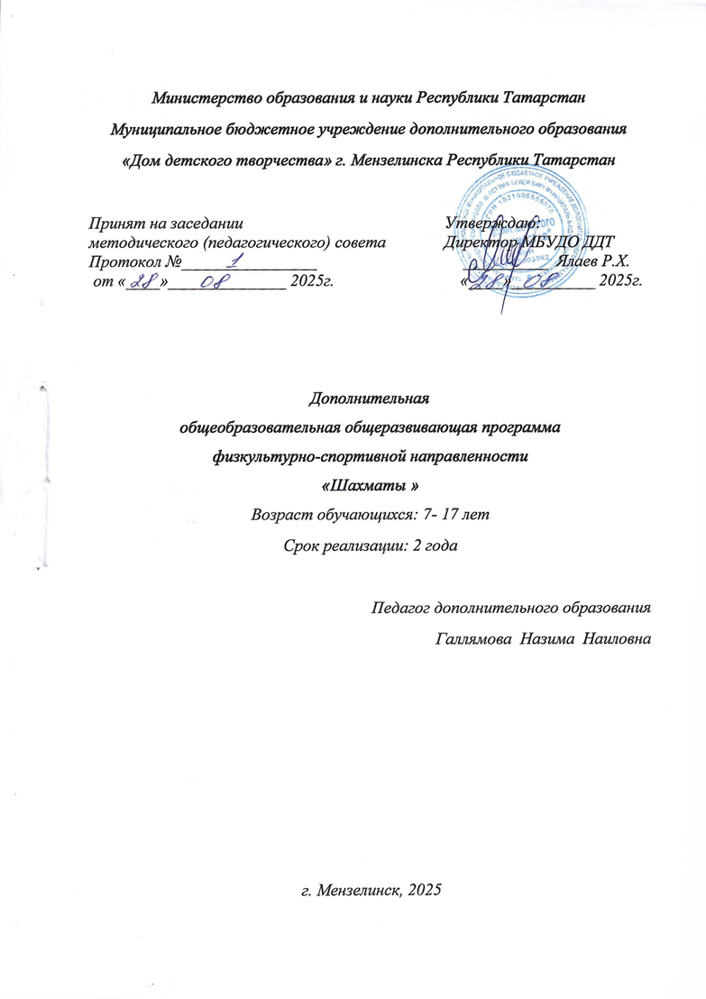 Министерство образования и науки Республики Татарстан
Муниципальное бюджетное учреждение дополнительного образования
«Дом детского творчества» г. Мензелинска Республики Татарстан
Принят на заседании
методического (педагогического) совета
Протокол № 1
от «28» 08 2025г.
Утверждаю:
Директор МБУДО ДДТ
Ялаев Р.Х.
«28» 08 2025г.
Дополнительная
общеобразовательная общеразвивающая программа
физкультурно-спортивной направленности
«Шахматы »
Возраст обучающихся: 7- 17 лет
Срок реализации: 2 года
Педагог дополнительного образования
Галлямова Назима Наиловна
г. Мензелинск, 2025